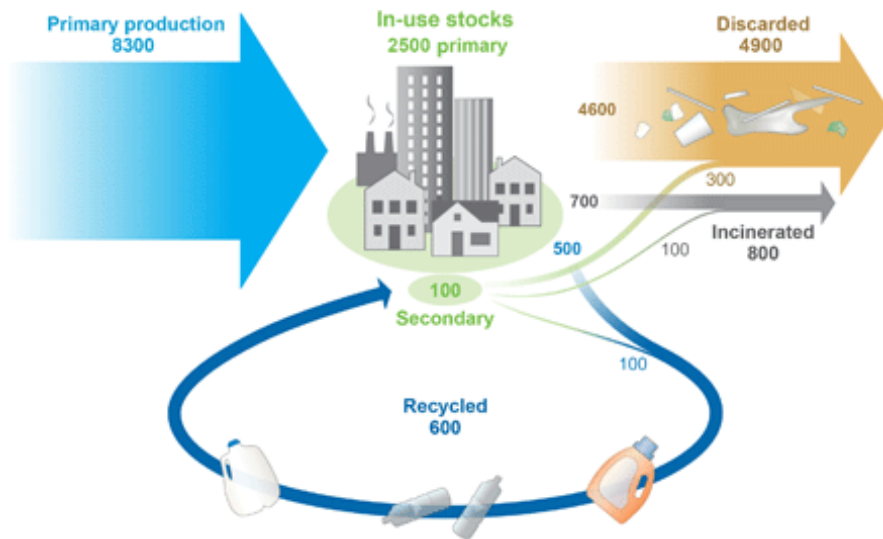 Primary production
8300
In-use stocks
2500 primary
Discarded
4900
4600
300
700
Incinerated
800
500
100
100
Secondary
100
Recycled
600